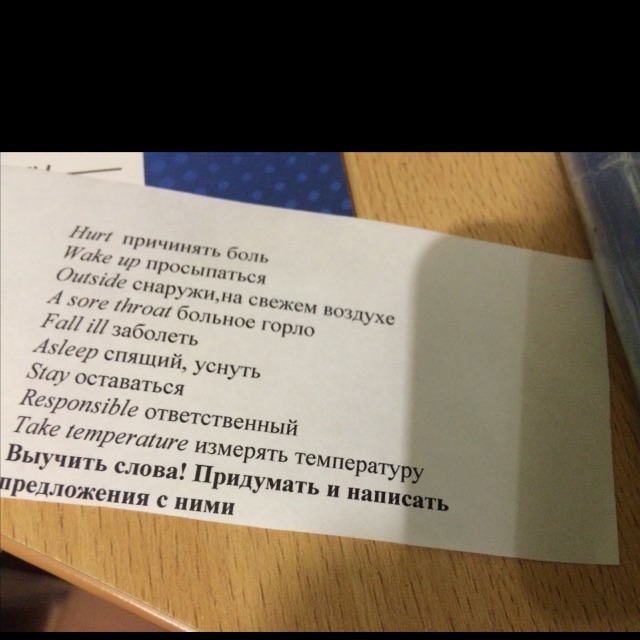 Hurt причинять боль
Wake up просыпаться
Outside снаружи,на свежем воздухе
A sore throat больное горло
Fall ill заболеть
Asleep спящий, уснуть
Stay оставаться
Responsible ответственный
Take temperature измерять температуру
Выучить слова! Придумать и написать
предложения с ними